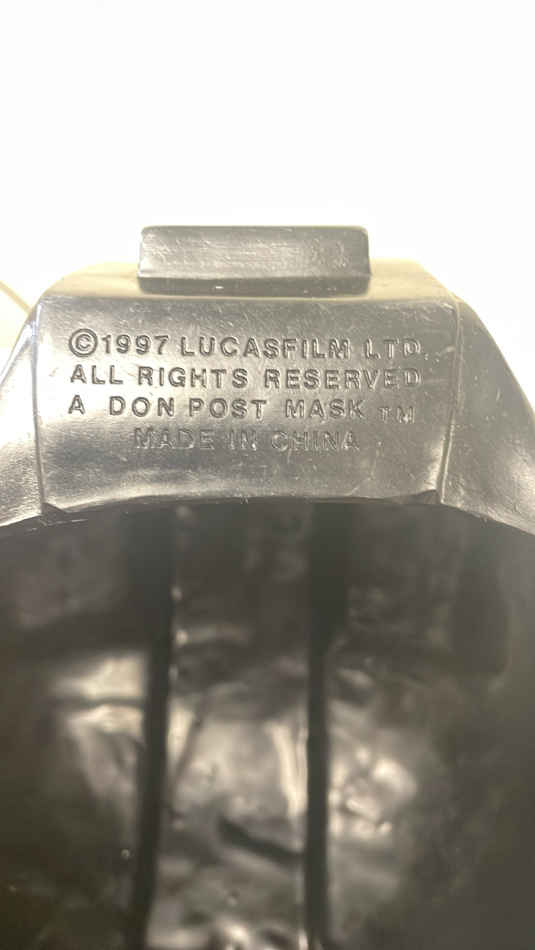 ©1997 LUCASFILM LTD.
ALL RIGHTS RESERVED
A DON POST MASK TM
MADE IN CHINA